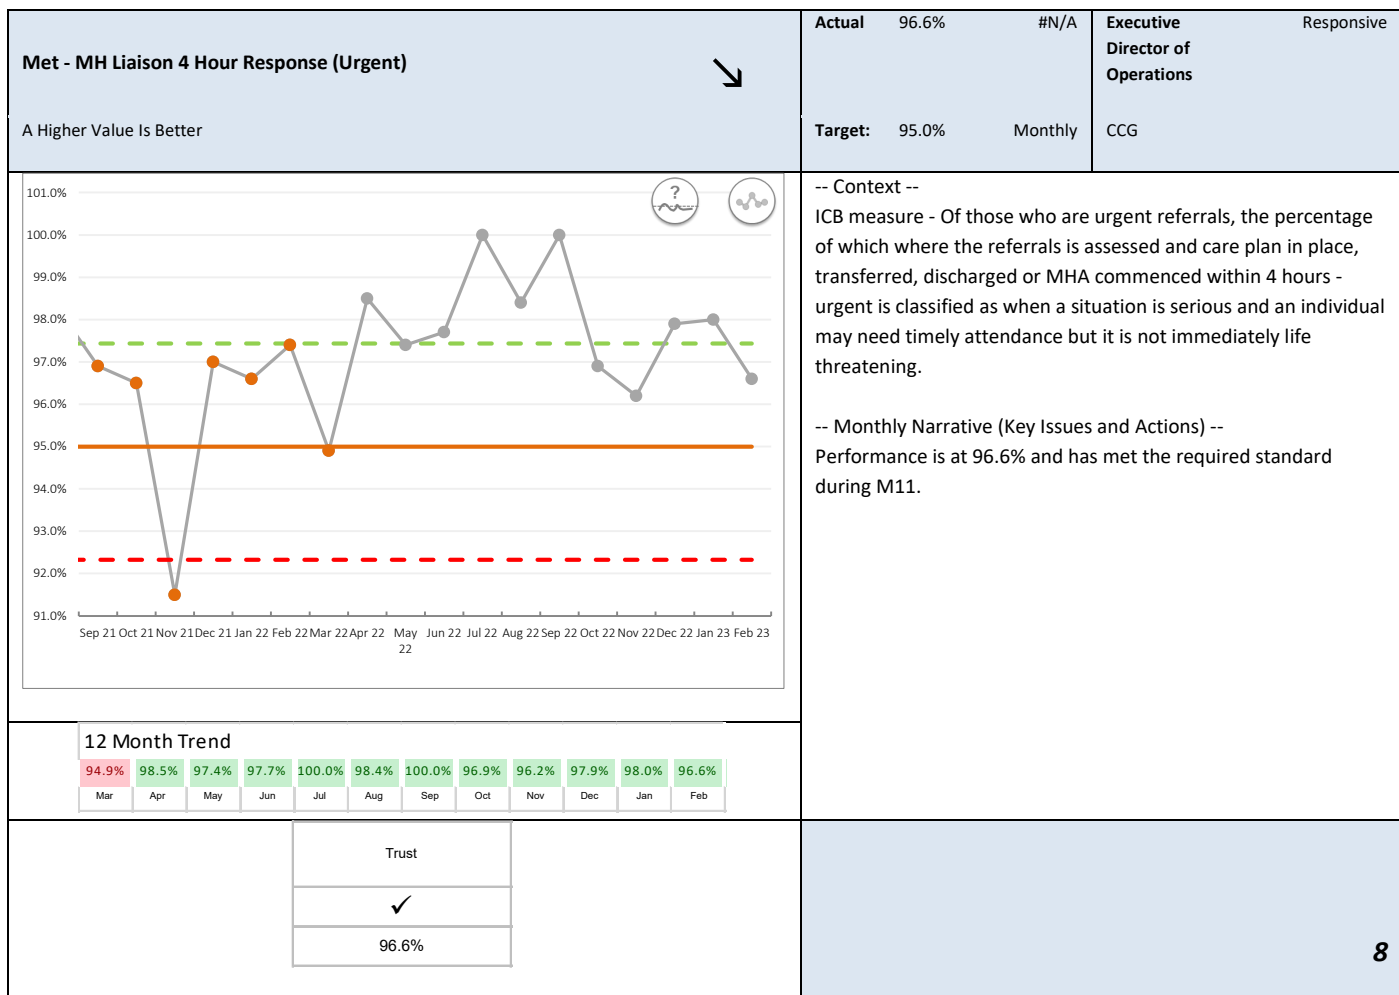 Met - MH Liaison 4 Hour Response (Urgent)
↘
A Higher Value Is Better
Actual 96.6% #N/A
Target: 95.0% Monthly
Executive Responsive
Director of
Operations
CCG
101.0%
100.0%
99.0%
98.0%
97.0%
96.0%
95.0%
94.0%
93.0%
92.0%
91.0%
?
Sep 21 Oct 21 Nov 21 Dec 21 Jan 22 Feb 22 Mar 22 Apr 22 May 22 Jun 22 Jul 22 Aug 22 Sep 22 Oct 22 Nov 22 Dec 22 Jan 23 Feb 23
-- Context --
ICB measure - Of those who are urgent referrals, the percentage
of which where the referrals is assessed and care plan in place,
transferred, discharged or MHA commenced within 4 hours -
urgent is classified as when a situation is serious and an individual
may need timely attendance but it is not immediately life
threatening.
-- Monthly Narrative (Key Issues and Actions) --
Performance is at 96.6% and has met the required standard
during M11.
12 Month Trend
94.9% 98.5% 97.4% 97.7% 100.0% 98.4% 100.0% 96.9% 96.2% 97.9% 98.0% 96.6%
Mar Apr May Jun Jul Aug Sep Oct Nov Dec Jan Feb
Trust
✓
96.6%
8